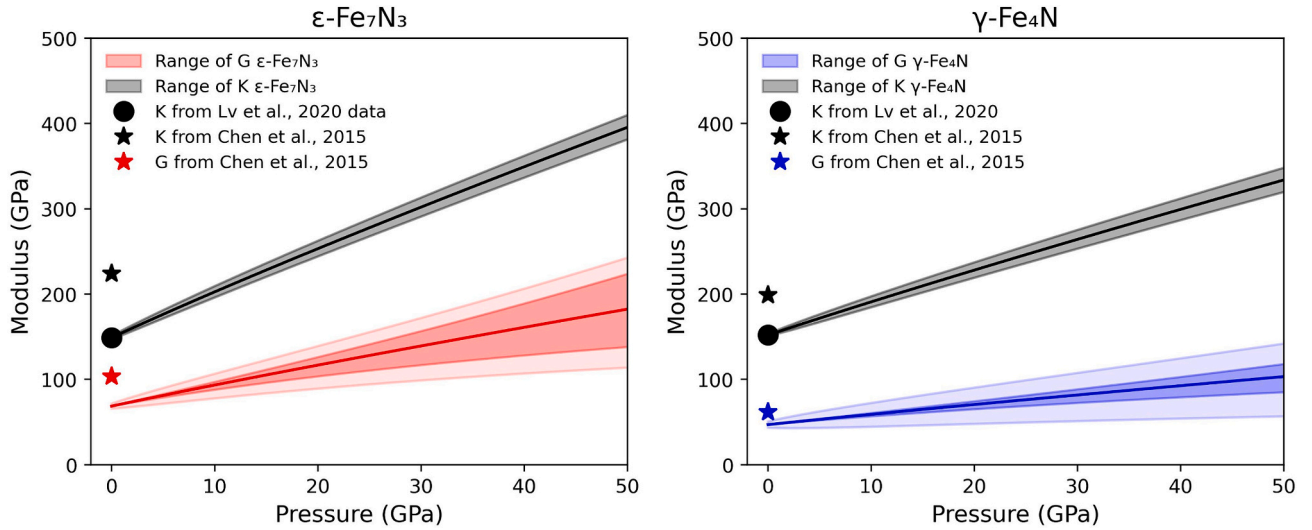 ε-Fe₇N₃
500
400
300
200
100
0
Modulus (GPa)
Range of G ε-Fe₇N₃
Range of K ε-Fe₇N₃
K from Lv et al., 2020 data
K from Chen et al., 2015
G from Chen et al., 2015
0 10 20 30 40 50
Pressure (GPa)
γ-Fe₄N
500
400
300
200
100
0
Modulus (GPa)
Range of G γ-Fe₄N
Range of K γ-Fe₄N
K from Lv et al., 2020
K from Chen et al., 2015
G from Chen et al., 2015
0 10 20 30 40 50
Pressure (GPa)